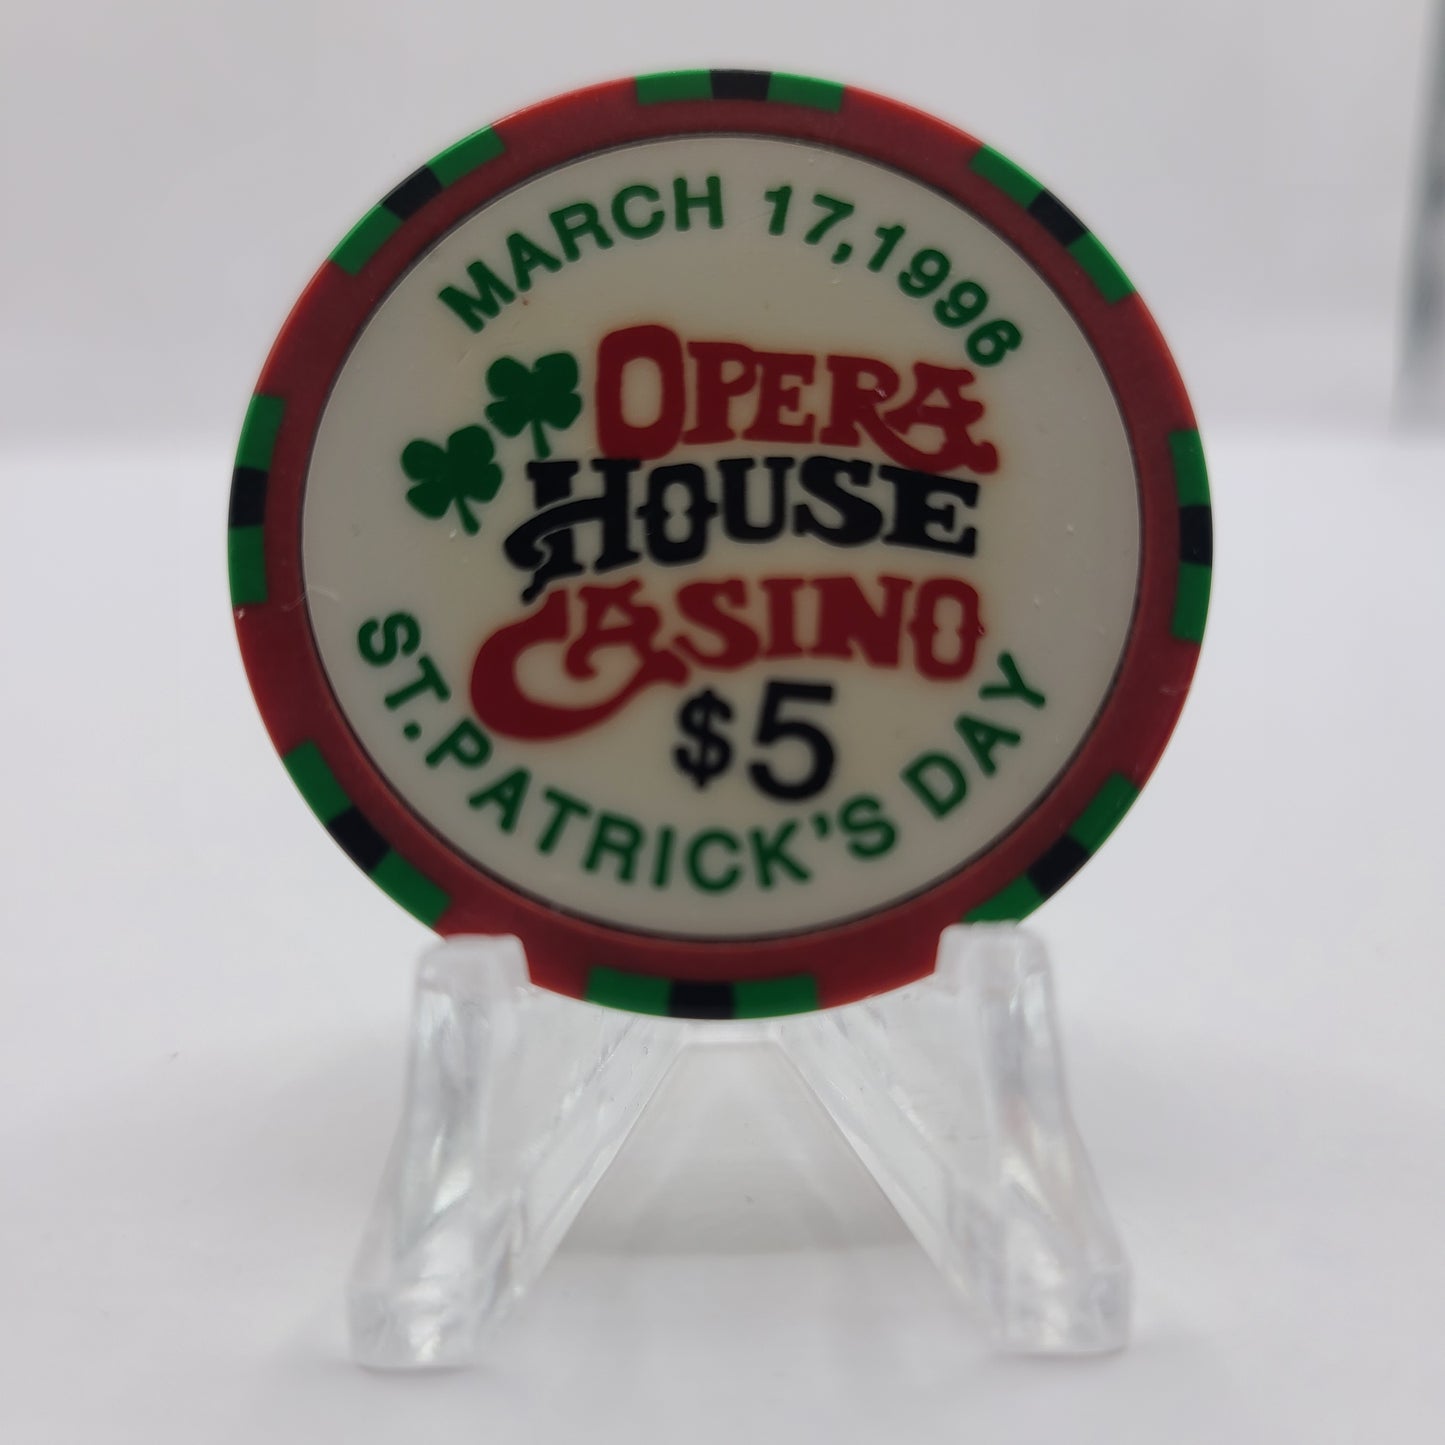 MARCH 17,1996
OPERA
HOUSE
CASINO
$5
ST.PATRICK'S DAY